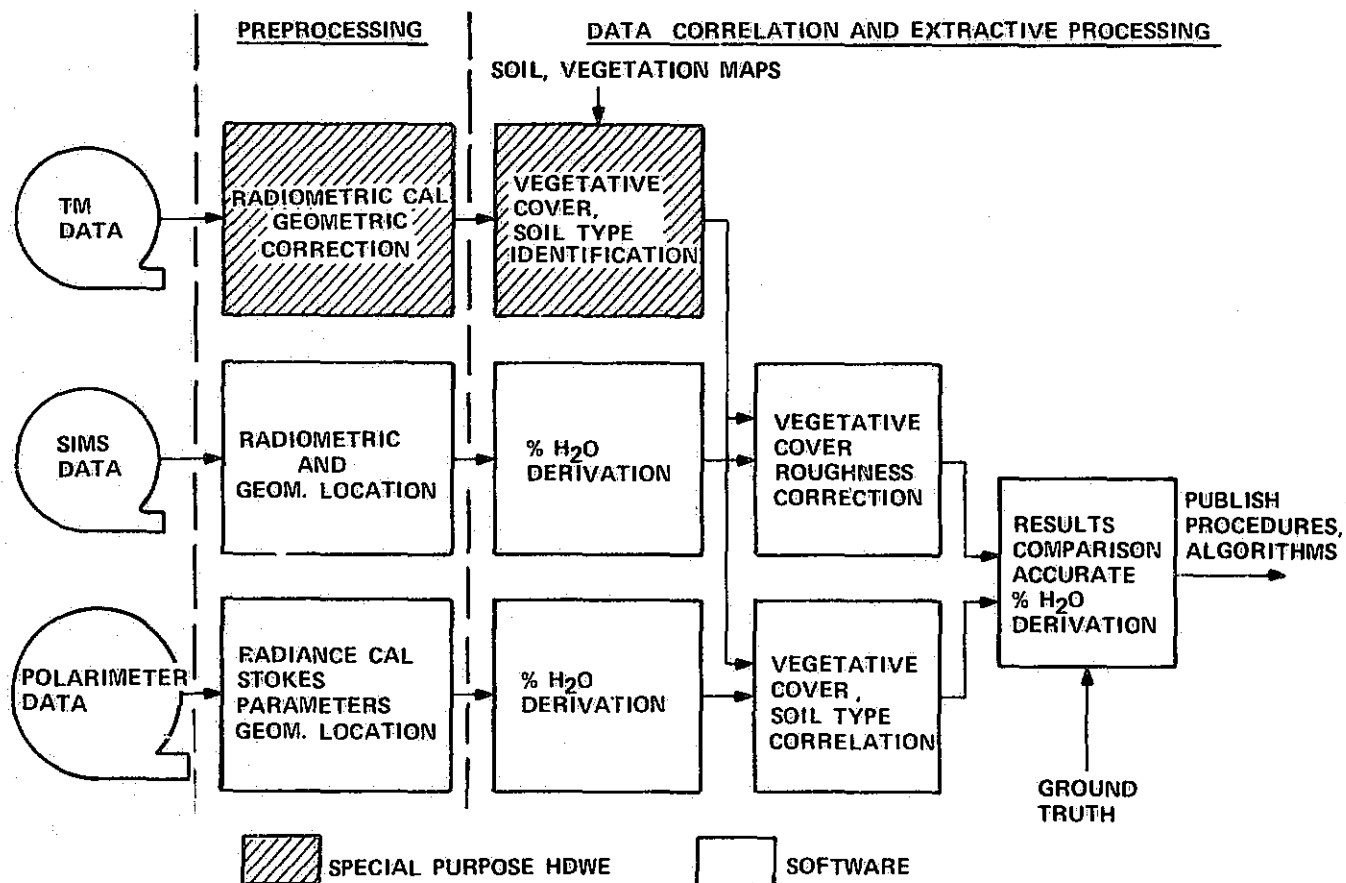 PREPROCESSING
DATA CORRELATION AND EXTRACTIVE PROCESSING
SOIL, VEGETATION MAPS
TM
DATA
RADIOMETRIC CAL
GEOMETRIC
CORRECTION
VEGETATIVE
COVER,
SOIL TYPE
IDENTIFICATION
SIMS
DATA
RADIOMETRIC
AND
GEOM. LOCATION
% H2O
DERIVATION
VEGETATIVE
COVER
ROUGHNESS
CORRECTION
RESULTS
COMPARISON
ACCURATE
% H2O
DERIVATION
PUBLISH
PROCEDURES,
ALGORITHMS
POLARIMETER
DATA
RADIANCE CAL
STOKES
PARAMETERS
GEOM. LOCATION
% H2O
DERIVATION
VEGETATIVE
COVER,
SOIL TYPE
CORRELATION
GROUND
TRUTH
SPECIAL PURPOSE HDWE
SOFTWARE